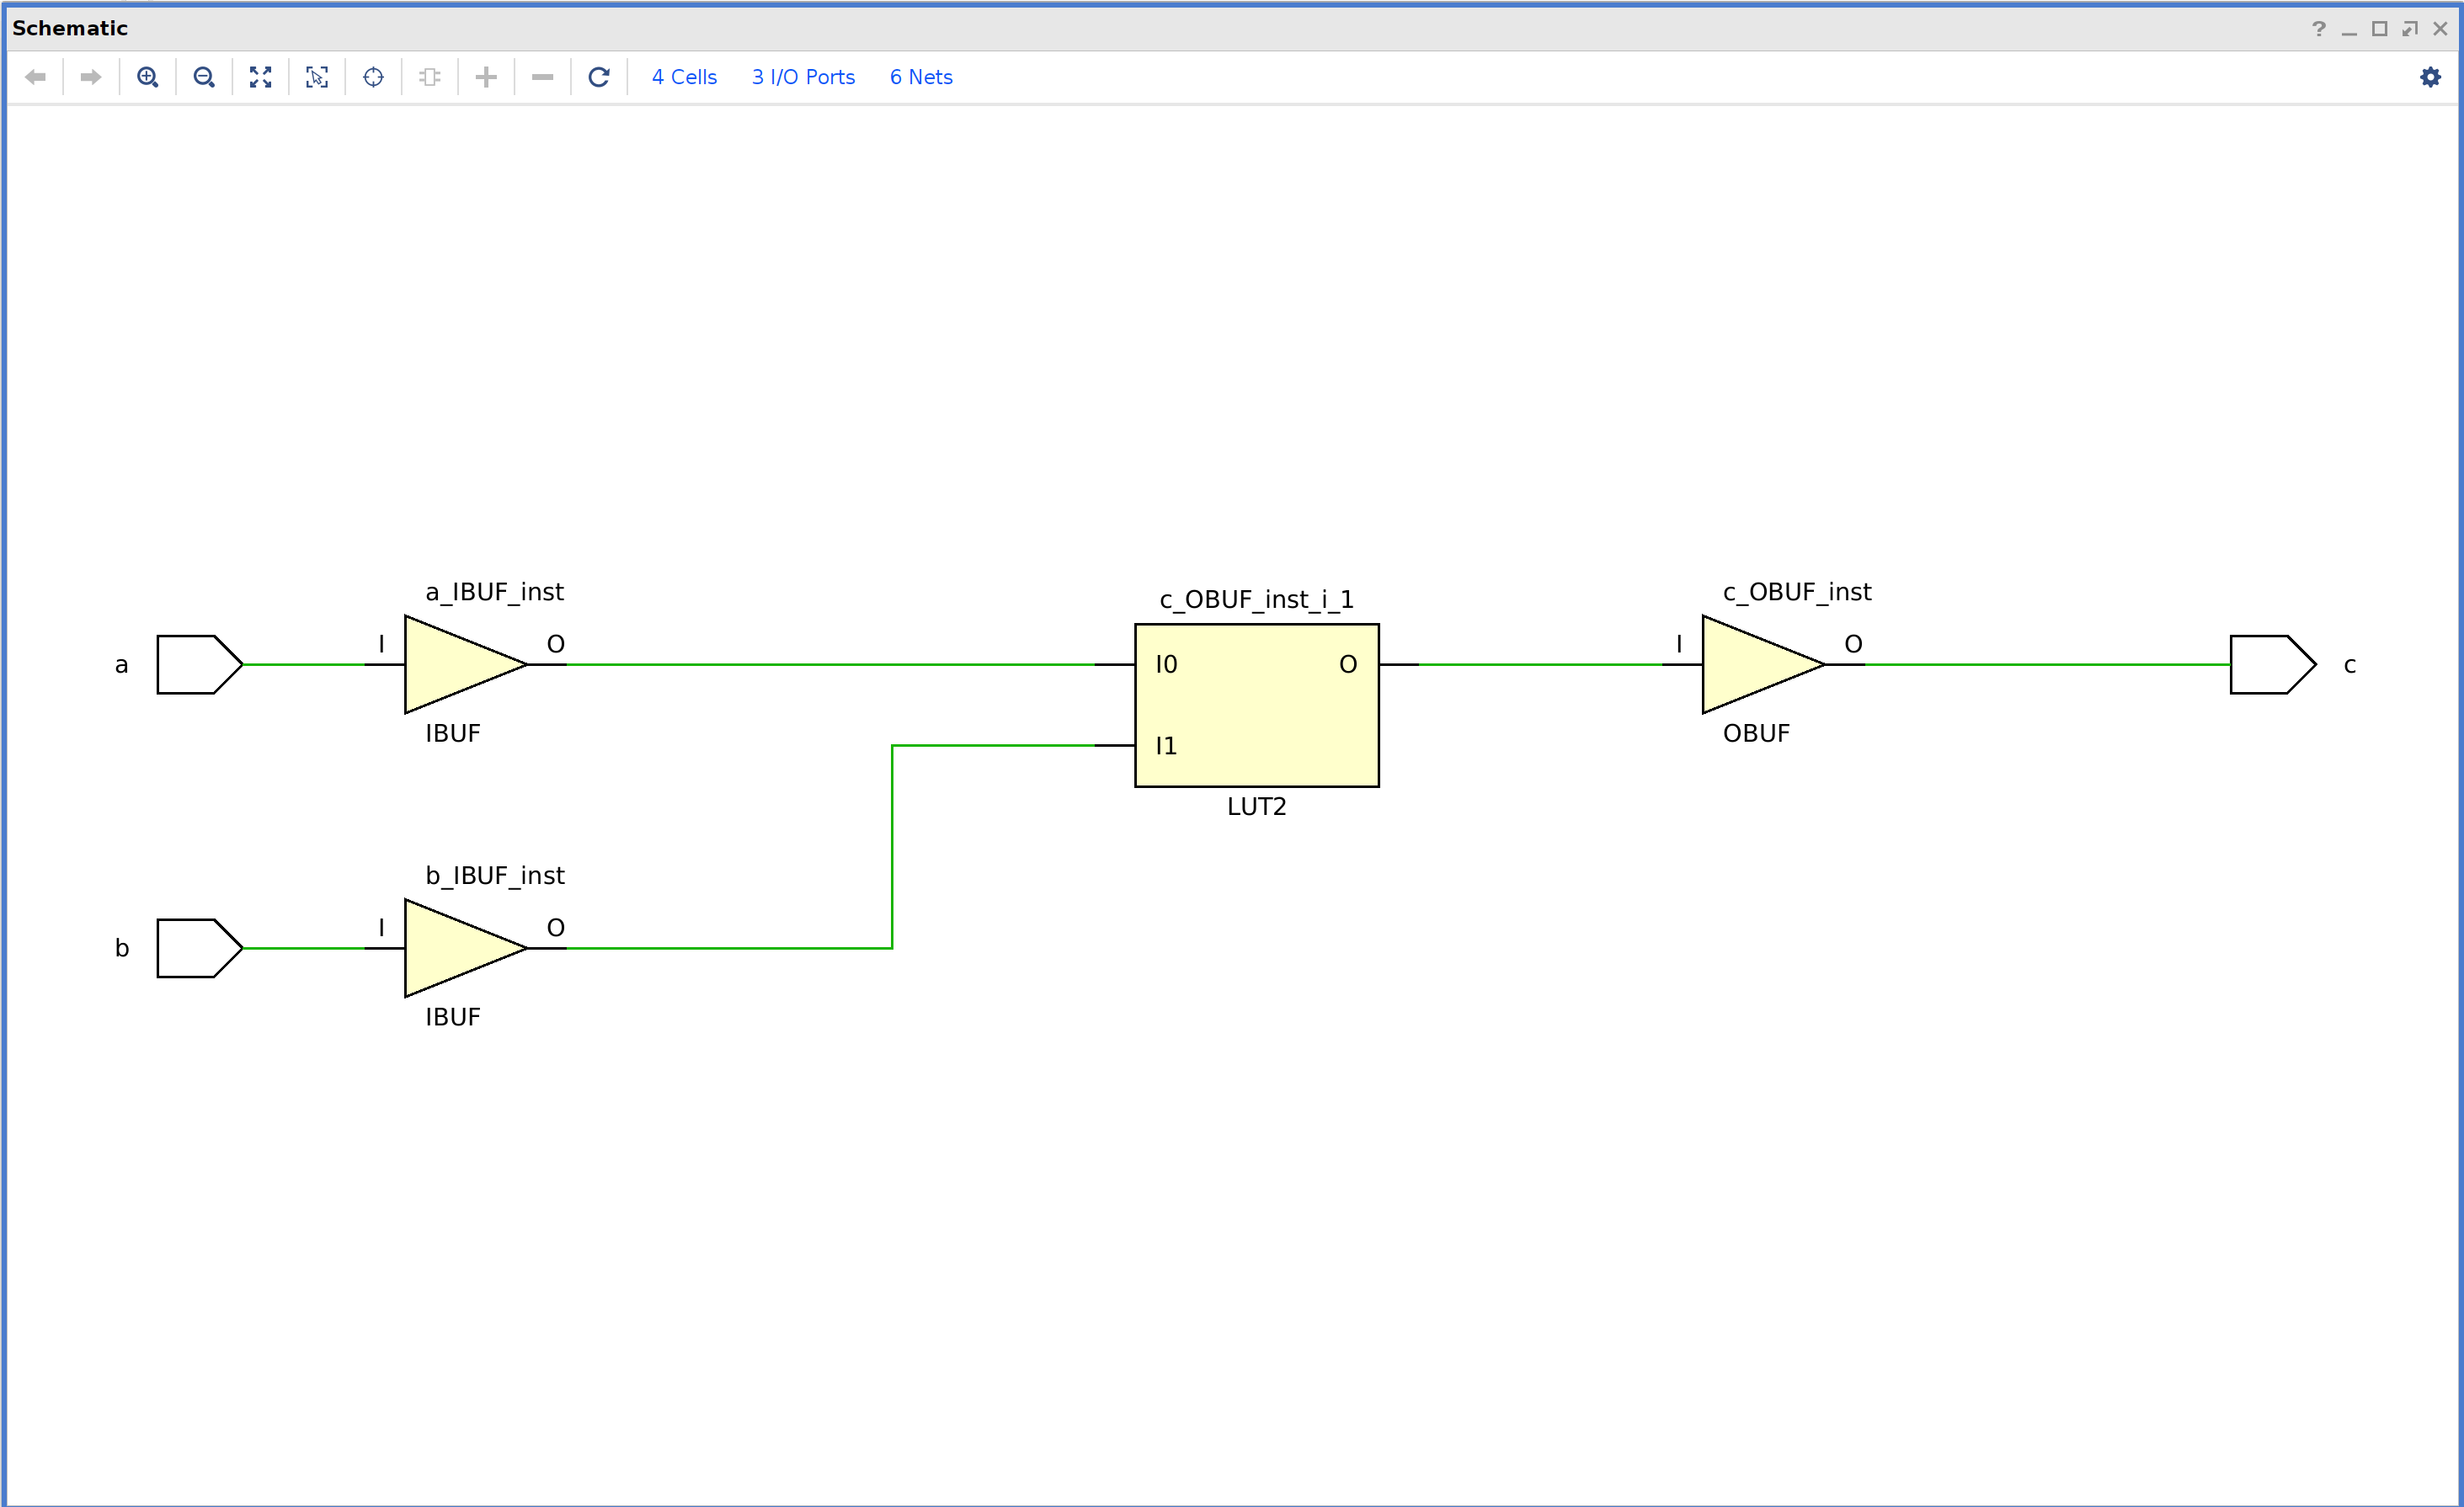 Schematic
4 Cells 3 I/O Ports 6 Nets
a_IBUF_inst
c_OBUF_inst_i_1
c_OBUF_inst
a I O I0 O I O c
IBUF
I1
OBUF
LUT2
b_IBUF_inst
b I O
IBUF